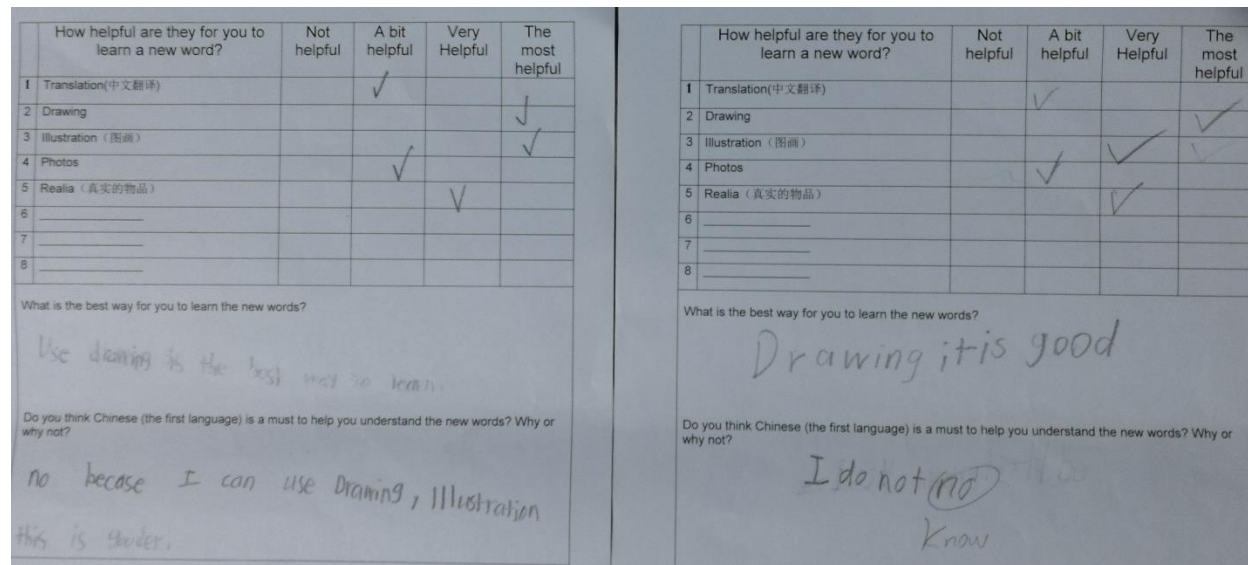 How helpful are they for you to learn a new word? Not helpful A bit helpful Very Helpful The most helpful
1 Translation(中文翻译) ✓
2 Drawing ✓
3 Illustration（图画） ✓
4 Photos ✓
5 Realia（真实的物品） ✓
6
7
8
What is the best way for you to learn the new words?
Use drawing is the best way to learn.
Do you think Chinese (the first language) is a must to help you understand the new words? Why or
why not?
no becose I can use Drawing, Illustration
this is gooder.
How helpful are they for you to learn a new word? Not helpful A bit helpful Very Helpful The most helpful
1 Translation(中文翻译) ✓
2 Drawing ✓
3 Illustration（图画） ✓
4 Photos ✓
5 Realia（真实的物品） ✓
6
7
8
What is the best way for you to learn the new words?
Drawing it is good
Do you think Chinese (the first language) is a must to help you understand the new words? Why or
why not?
I do not no
Know